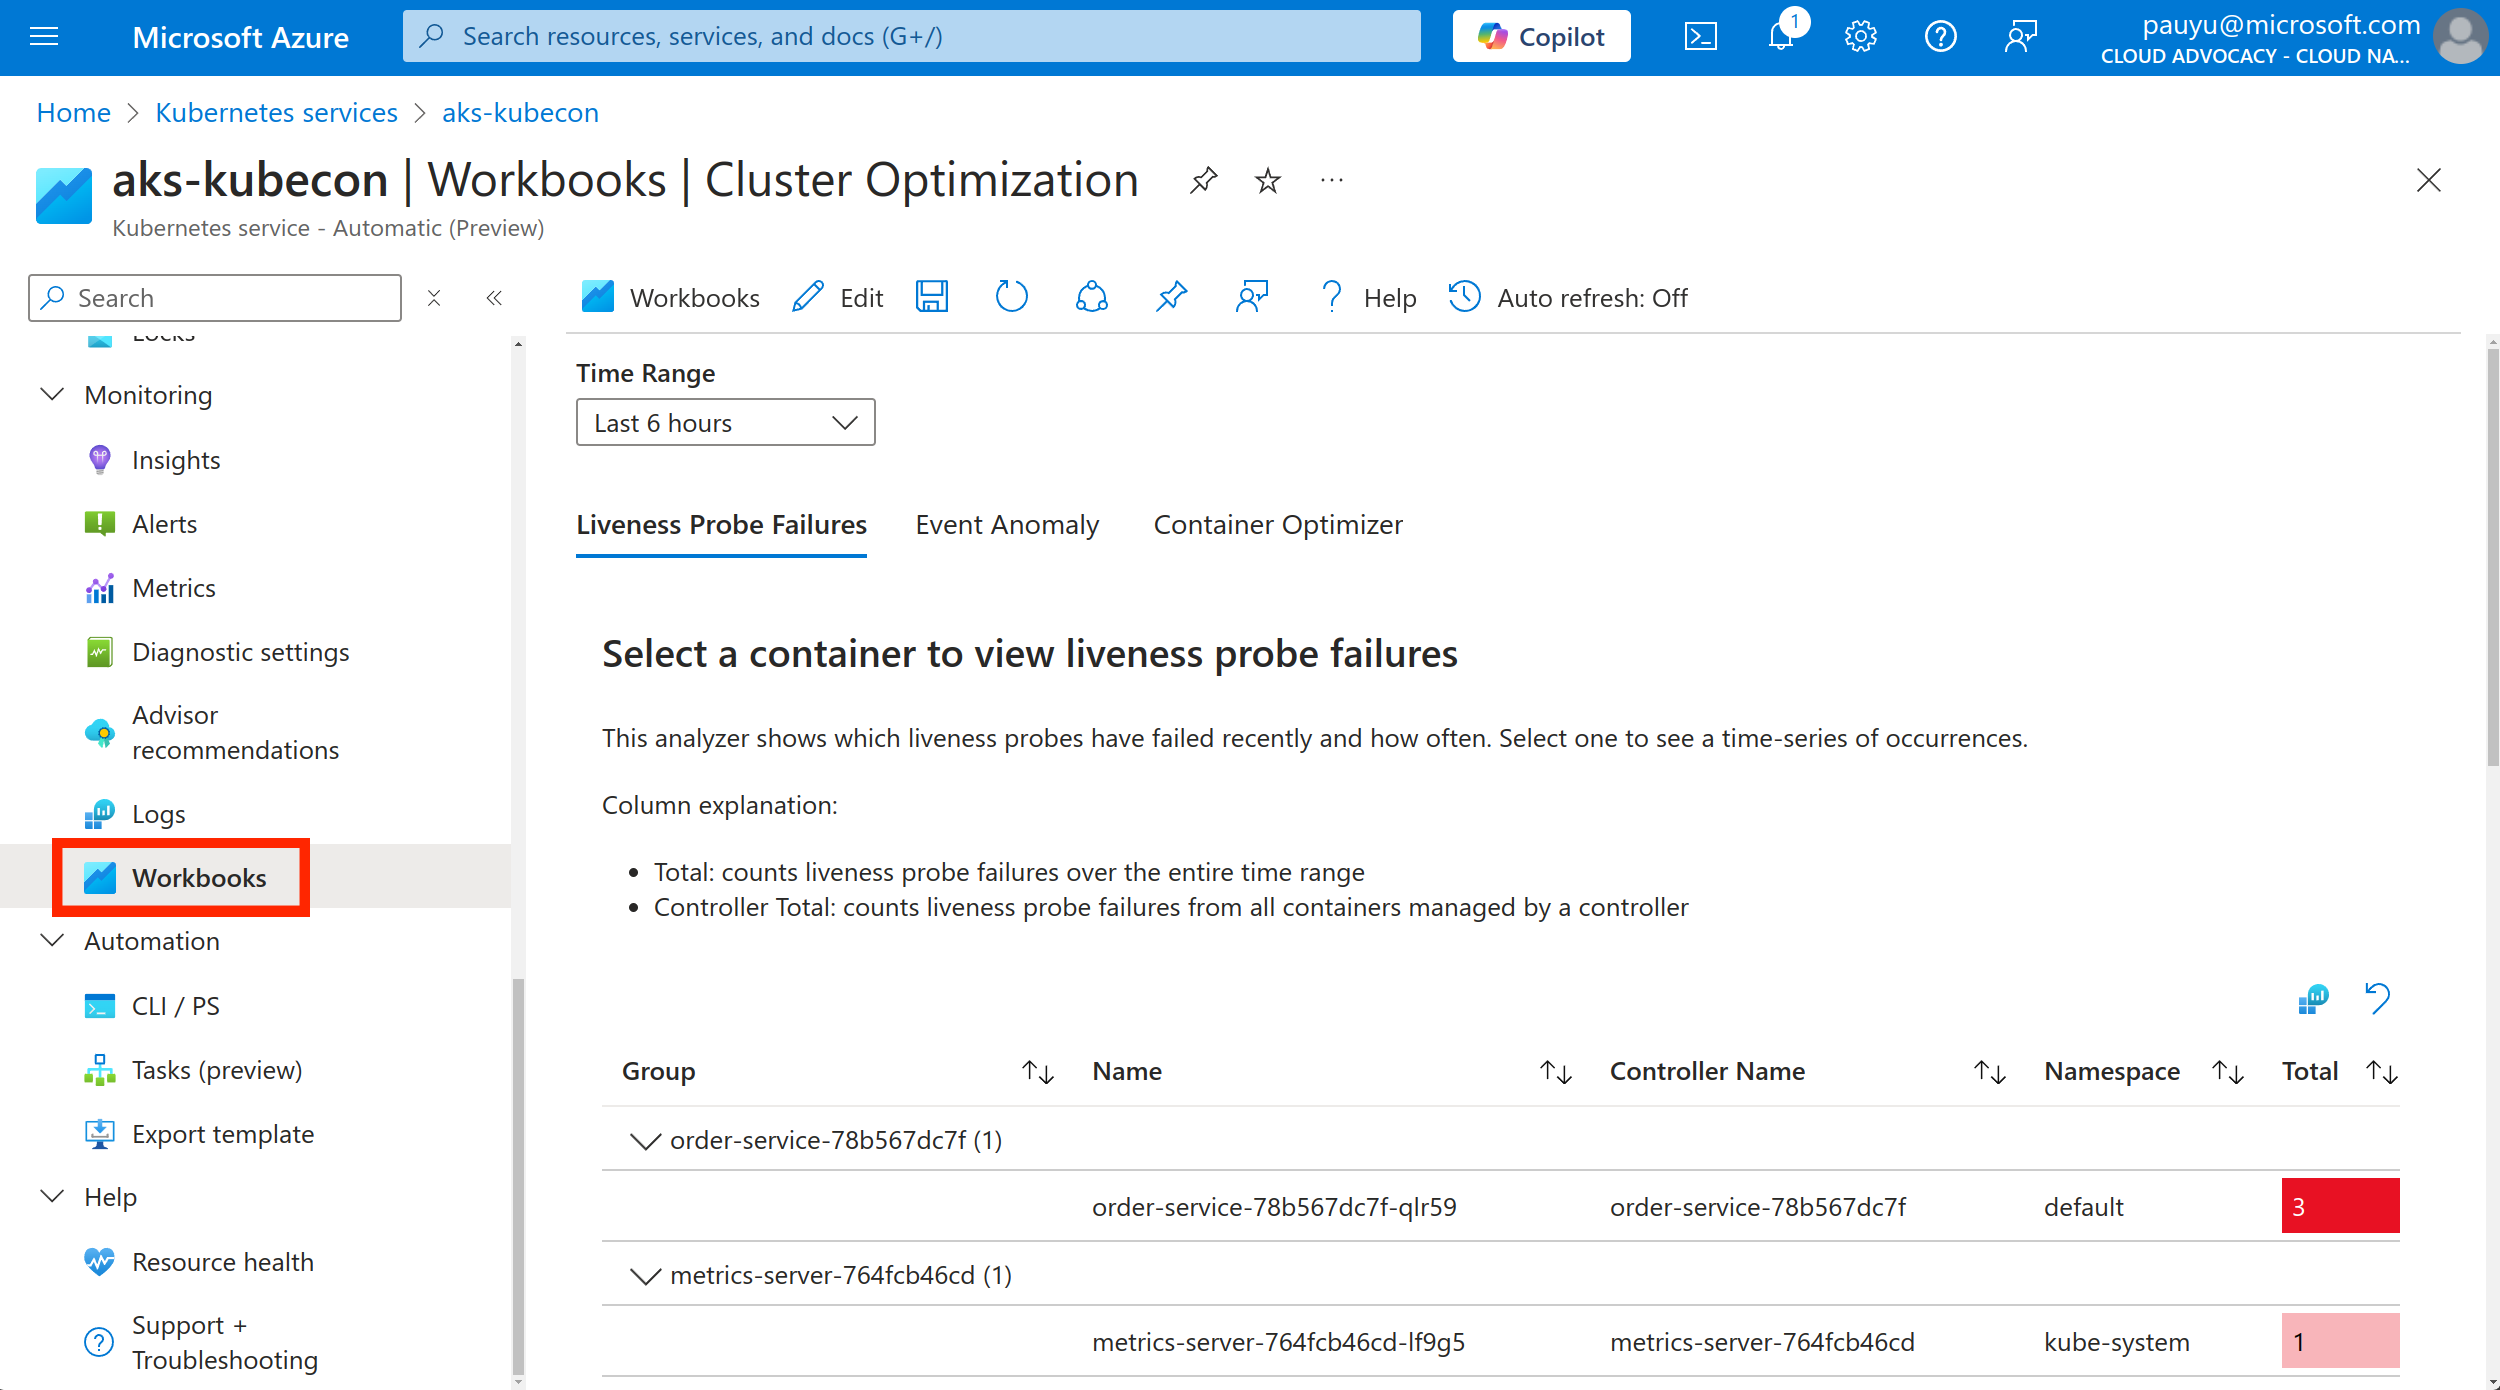 Microsoft Azure
Search resources, services, and docs (G+/)
Copilot
1
pauyu@microsoft.com
CLOUD ADVOCACY - CLOUD NA...
Home > Kubernetes services > aks-kubecon
aks-kubecon | Workbooks | Cluster Optimization
Kubernetes service - Automatic (Preview)
Search
Locks
Monitoring
Insights
Alerts
Metrics
Diagnostic settings
Advisor
recommendations
Logs
Workbooks
Automation
CLI / PS
Tasks (preview)
Export template
Help
Resource health
Support +
Troubleshooting
Workbooks
Edit
Help
Auto refresh: Off
Time Range
Last 6 hours
Liveness Probe Failures
Event Anomaly
Container Optimizer
Select a container to view liveness probe failures
This analyzer shows which liveness probes have failed recently and how often. Select one to see a time-series of occurrences.
Column explanation:
• Total: counts liveness probe failures over the entire time range
• Controller Total: counts liveness probe failures from all containers managed by a controller
Group Name Controller Name Namespace Total
order-service-78b567dc7f (1)
order-service-78b567dc7f-qlr59 order-service-78b567dc7f default 3
metrics-server-764fcb46cd (1)
metrics-server-764fcb46cd-lf9g5 metrics-server-764fcb46cd kube-system 1